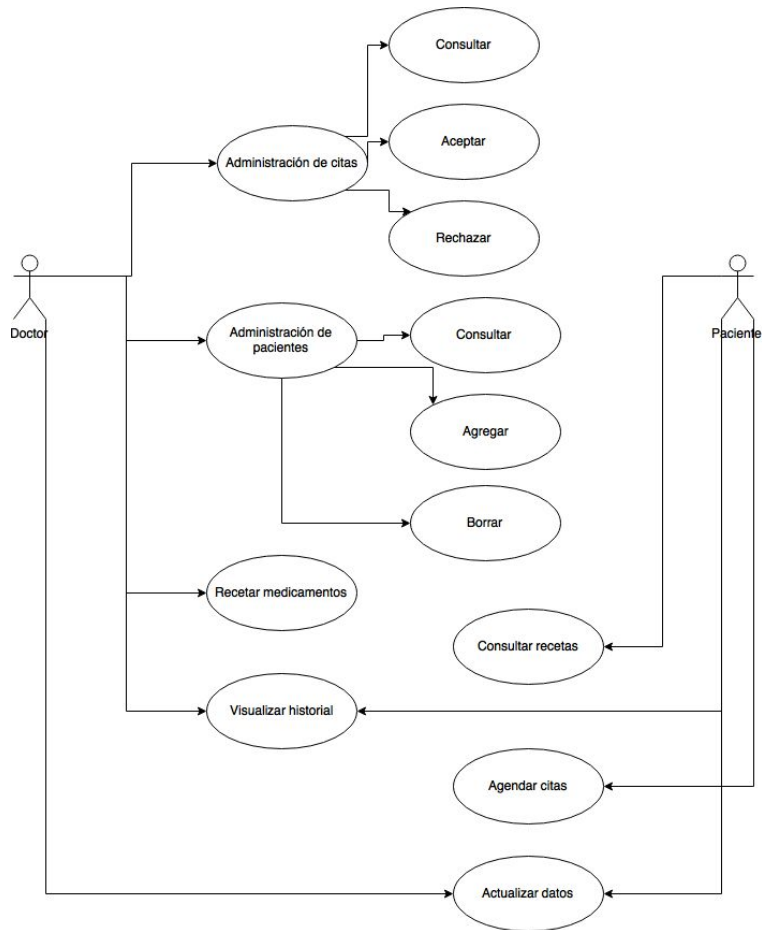 Consultar
Aceptar
Administración de citas
Rechazar
Doctor
Paciente
Administración de
pacientes
Consultar
Agregar
Borrar
Recetar medicamentos
Consultar recetas
Visualizar historial
Agendar citas
Actualizar datos